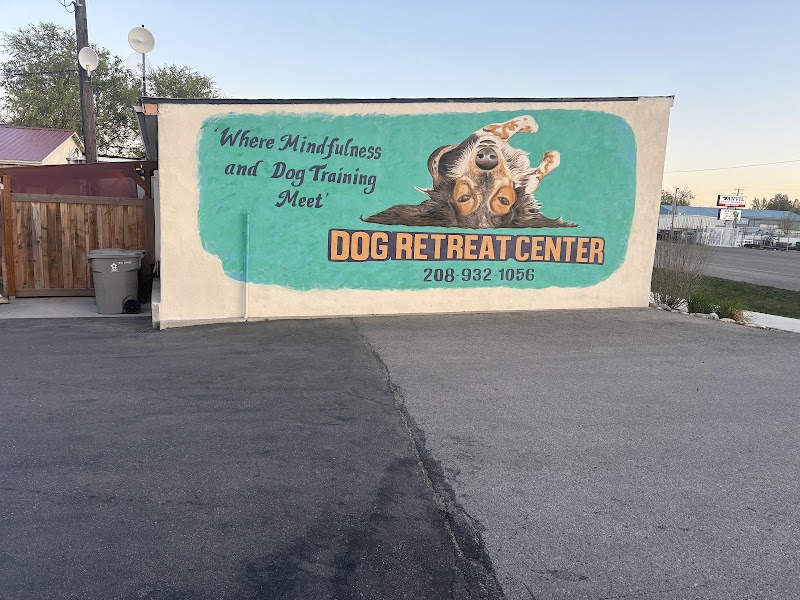 'Where Mindfulness
and Dog Training
Meet'
DOG RETREAT CENTER
208-932-1056